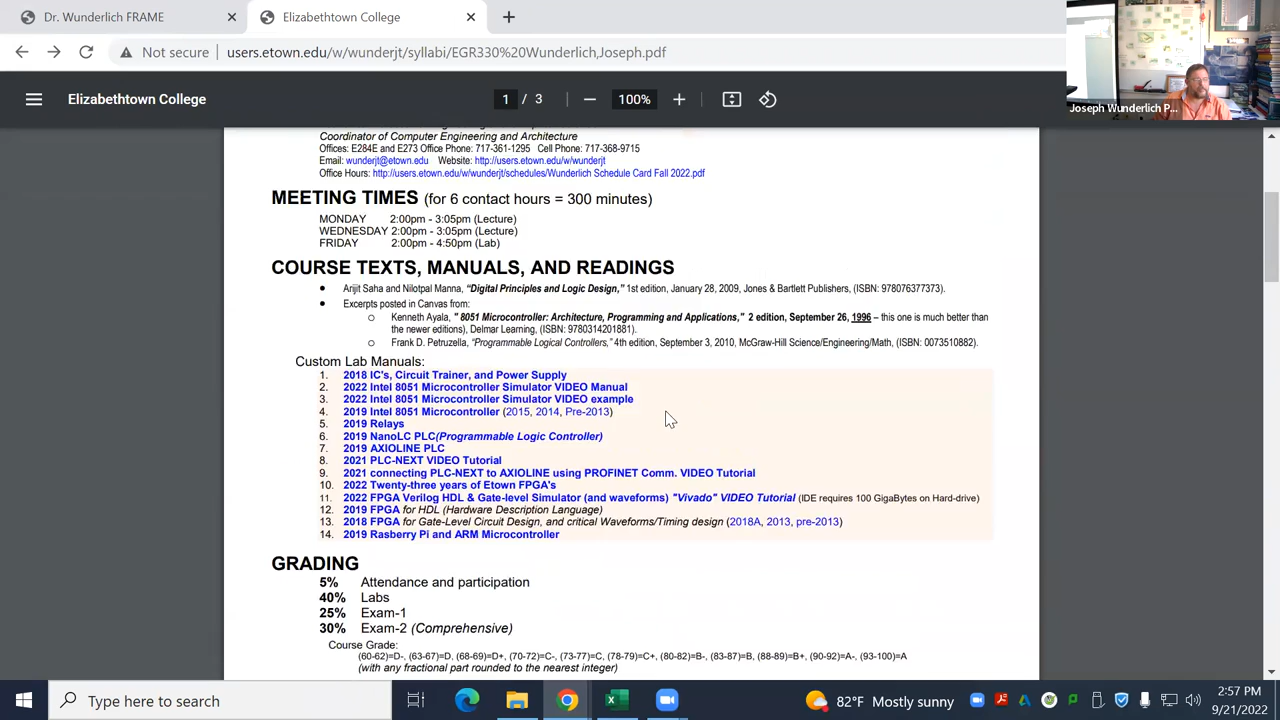 Dr. Wunderlich FRAME
Elizabethtown College
Not secure
users.etown.edu/w/wunderjt/syllabi/FGR330%20Wunderlich,Joseph.pdf
Elizabethtown College
1 / 3
100%
Joseph Wunderlich P...
Coordinator of Computer Engineering and Architecture
Offices: E284E and E273 Office Phone: 717-361-1295 Cell Phone: 717-368-9715
Email: wunderjt@etown.edu Website: http://users.etown.edu/w/wunderjt
Office Hours: http://users.etown.edu/w/wunderjt/schedules/Wunderlich Schedule Card Fall 2022.pdf
MEETING TIMES (for 6 contact hours = 300 minutes)
MONDAY 2:00pm - 3:05pm (Lecture)
WEDNESDAY 2:00pm - 3:05pm (Lecture)
FRIDAY 2:00pm - 4:50pm (Lab)
COURSE TEXTS, MANUALS, AND READINGS
• Arijit Saha and Nilotpal Manna, “Digital Principles and Logic Design,” 1st edition, January 28, 2009, Jones & Bartlett Publishers, (ISBN: 978076377373).
• Excerpts posted in Canvas from:
o Kenneth Ayala, " 8051 Microcontroller: Architecture, Programming and Applications," 2 edition, September 26, 1996 – this one is much better than
the newer editions), Delmar Learning, (ISBN: 9780314201881).
o Frank D. Petruzella, “Programmable Logical Controllers,” 4th edition, September 3, 2010, McGraw-Hill Science/Engineering/Math, (ISBN: 0073510882).
Custom Lab Manuals:
1. 2018 IC's, Circuit Trainer, and Power Supply
2. 2022 Intel 8051 Microcontroller Simulator VIDEO Manual
3. 2022 Intel 8051 Microcontroller Simulator VIDEO example
4. 2019 Intel 8051 Microcontroller (2015, 2014, Pre-2013)
5. 2019 Relays
6. 2019 NanoLC PLC(Programmable Logic Controller)
7. 2019 AXIOLINE PLC
8. 2021 PLC-NEXT VIDEO Tutorial
9. 2021 connecting PLC-NEXT to AXIOLINE using PROFINET Comm. VIDEO Tutorial
10. 2022 Twenty-three years of Etown FPGA's
11. 2022 FPGA Verilog HDL & Gate-level Simulator (and waveforms) "Vivado" VIDEO Tutorial (IDE requires 100 GigaBytes on Hard-drive)
12. 2019 FPGA for HDL (Hardware Description Language)
13. 2018 FPGA for Gate-Level Circuit Design, and critical Waveforms/Timing design (2018A, 2013, pre-2013)
14. 2019 Rasberry Pi and ARM Microcontroller
GRADING
5% Attendance and participation
40% Labs
25% Exam-1
30% Exam-2 (Comprehensive)
Course Grade:
(60-62)=D-, (63-67)=D, (68-69)=D+, (70-72)=C-, (73-77)=C, (78-79)=C+, (80-82)=B-, (83-87)=B, (88-89)=B+, (90-92)=A-, (93-100)=A
(with any fractional part rounded to the nearest integer)
Type here to search
82°F Mostly sunny
2:57 PM
9/21/2022